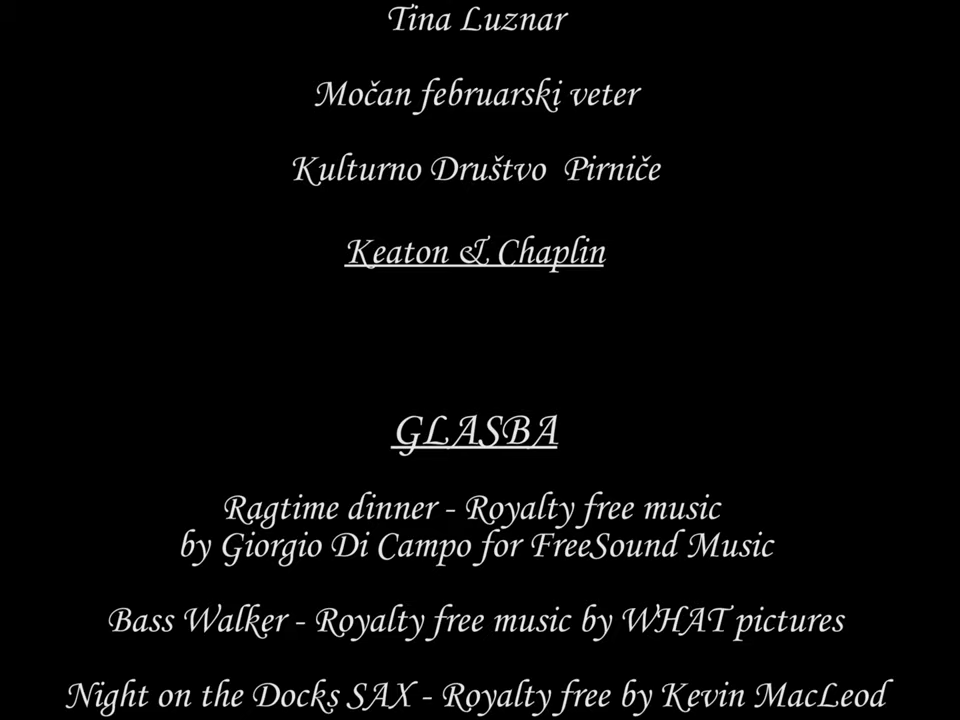 Tina Luznar
Močan februarski veter
Kulturno Društvo Pirniče
Keaton & Chaplin
GLASBA
Ragtime dinner - Royalty free music
by Giorgio Di Campo for FreeSound Music
Bass Walker - Royalty free music by WHAT pictures
Night on the Docks SAX - Royalty free by Kevin MacLeod